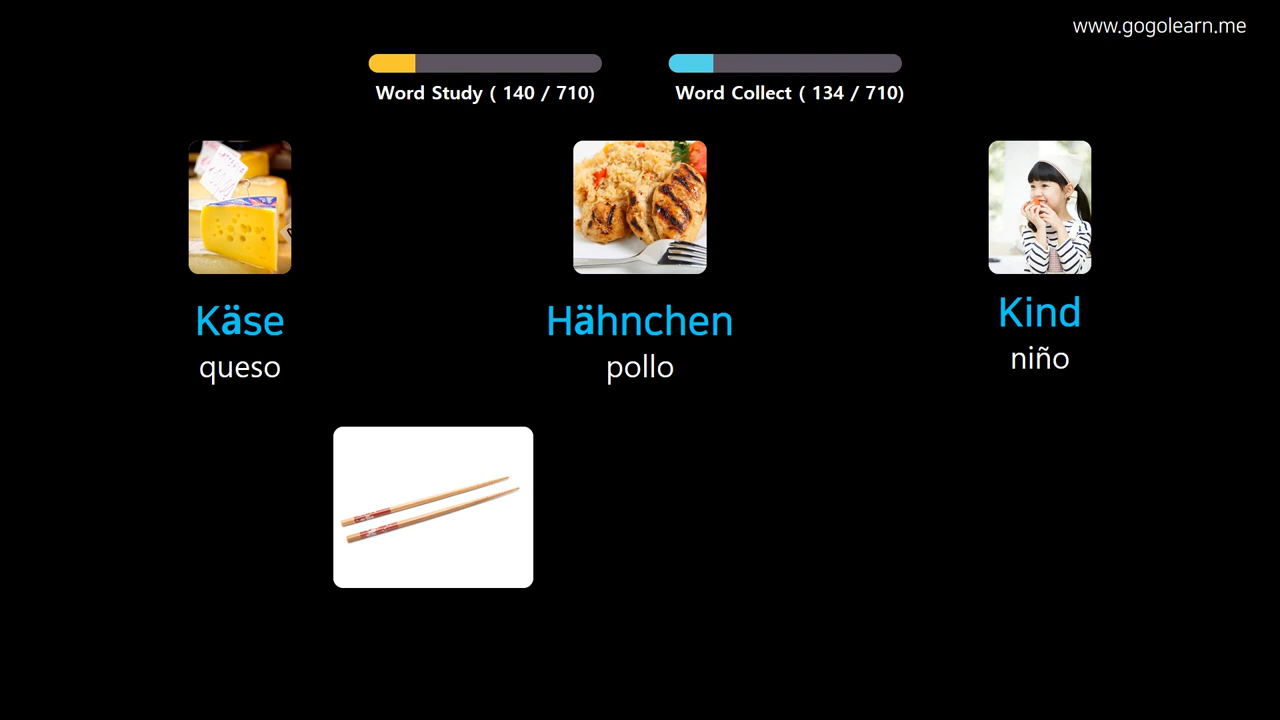 www.gogolearn.me
Word Study ( 140 / 710)
Word Collect ( 134 / 710)
Käse
Hähnchen
Kind
queso
pollo
niño